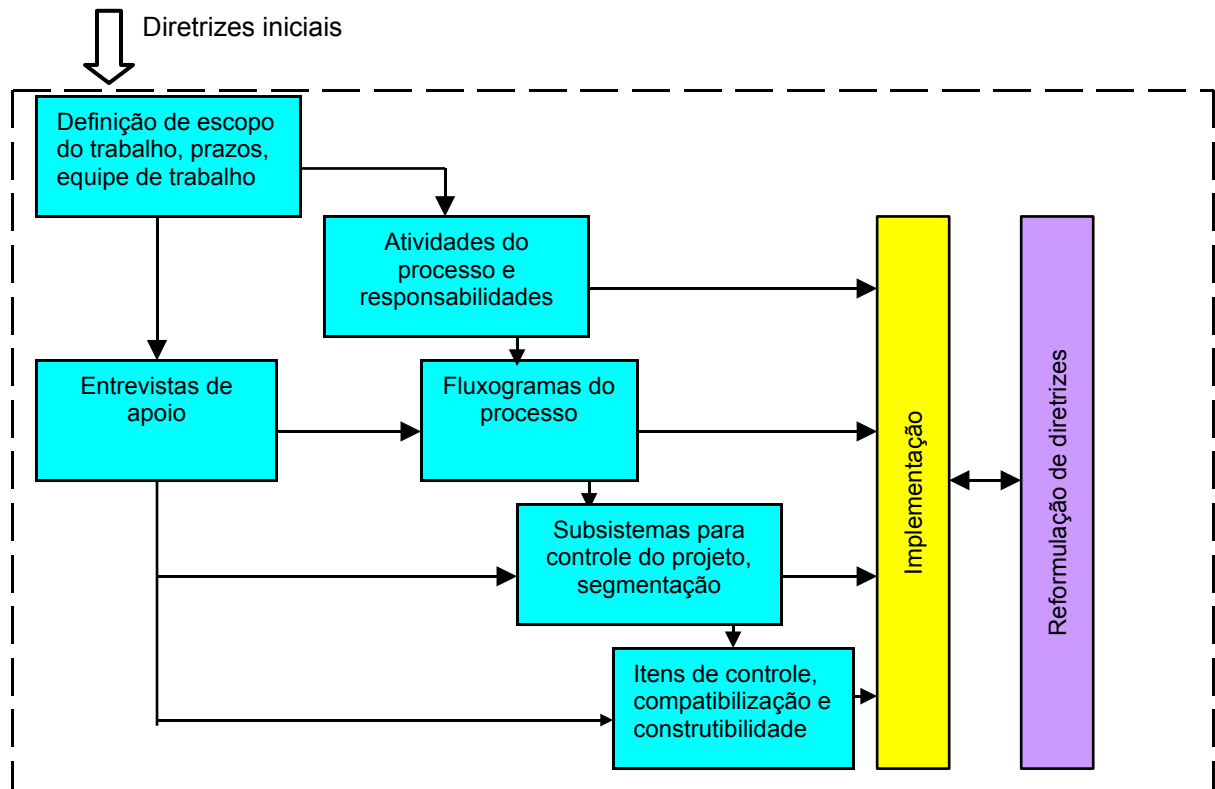 Diretrizes iniciais
Definição de escopo
do trabalho, prazos,
equipe de trabalho
Atividades do
processo e
responsabilidades
Entrevistas de
apoio
Fluxogramas do
processo
Subsistemas para
controle do projeto,
segmentação
Itens de controle,
compatibilização e
construtibilidade
Implementação
Reformulação de diretrizes